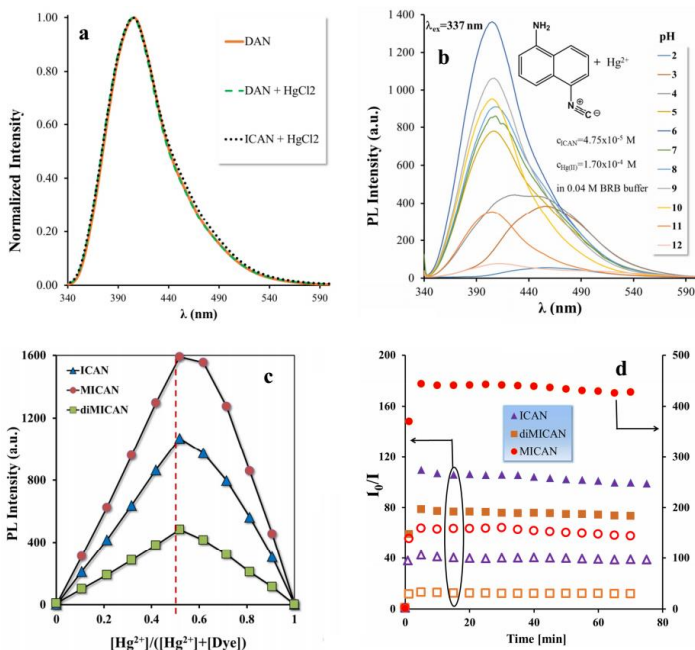 a
DAN
DAN + HgCl2
ICAN + HgCl2
Normalized Intensity
1.00
0.80
0.60
0.40
0.20
0.00
340
440
540
600
λ (nm)
b
λex=337 nm
NH₂
+ Hg²⁺
N≡C
⊕ ⊖
cICAN=4.75x10⁻⁵ M
cHg(II)=1.70x10⁻⁴ M
in 0.04 M BRB buffer
pH
2
3
4
5
6
7
8
9
10
11
12
PL Intensity (a.u.)
1 400
1 200
1 000
800
600
400
200
0
340
440
540
600
λ (nm)
c
ICAN
MICAN
diMICAN
PL Intensity (a.u.)
1600
1200
800
400
0
0
0.2
0.4
0.6
0.8
1
[Hg²⁺]/([Hg²⁺]+[Dye])
d
ICAN
diMICAN
MICAN
I₀/I
200
160
120
80
40
0
500
400
300
200
100
0
0
20
40
60
80
Time [min]